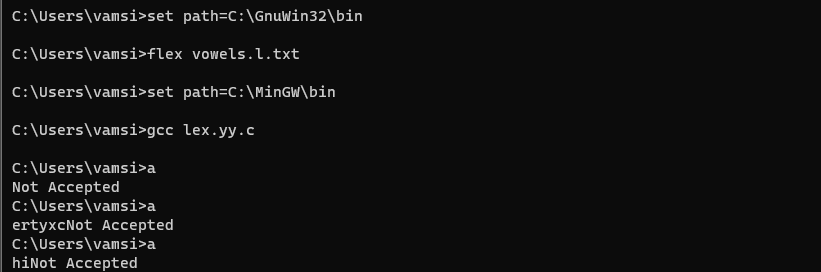 C:\Users\vamsi>set path=C:\GnuWin32\bin
C:\Users\vamsi>flex vowels.l.txt
C:\Users\vamsi>set path=C:\MinGW\bin
C:\Users\vamsi>gcc lex.yy.c
C:\Users\vamsi>a
Not Accepted
C:\Users\vamsi>a
ertyxcNot Accepted
C:\Users\vamsi>a
hiNot Accepted